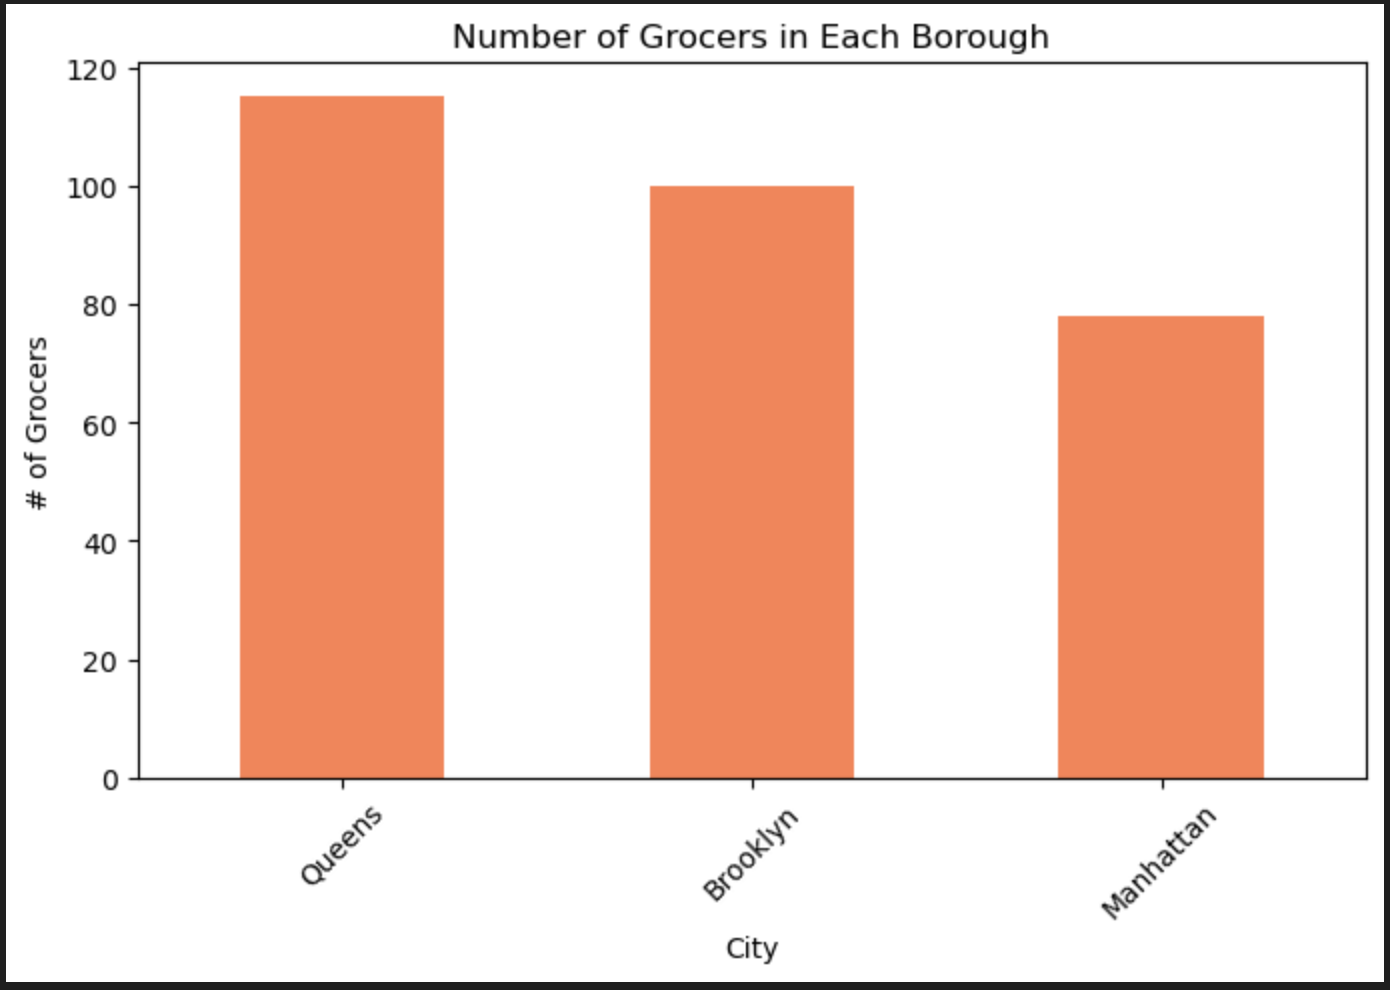 Number of Grocers in Each Borough
120
100
80
60
40
20
0
# of Grocers
Queens
Brooklyn
Manhattan
City